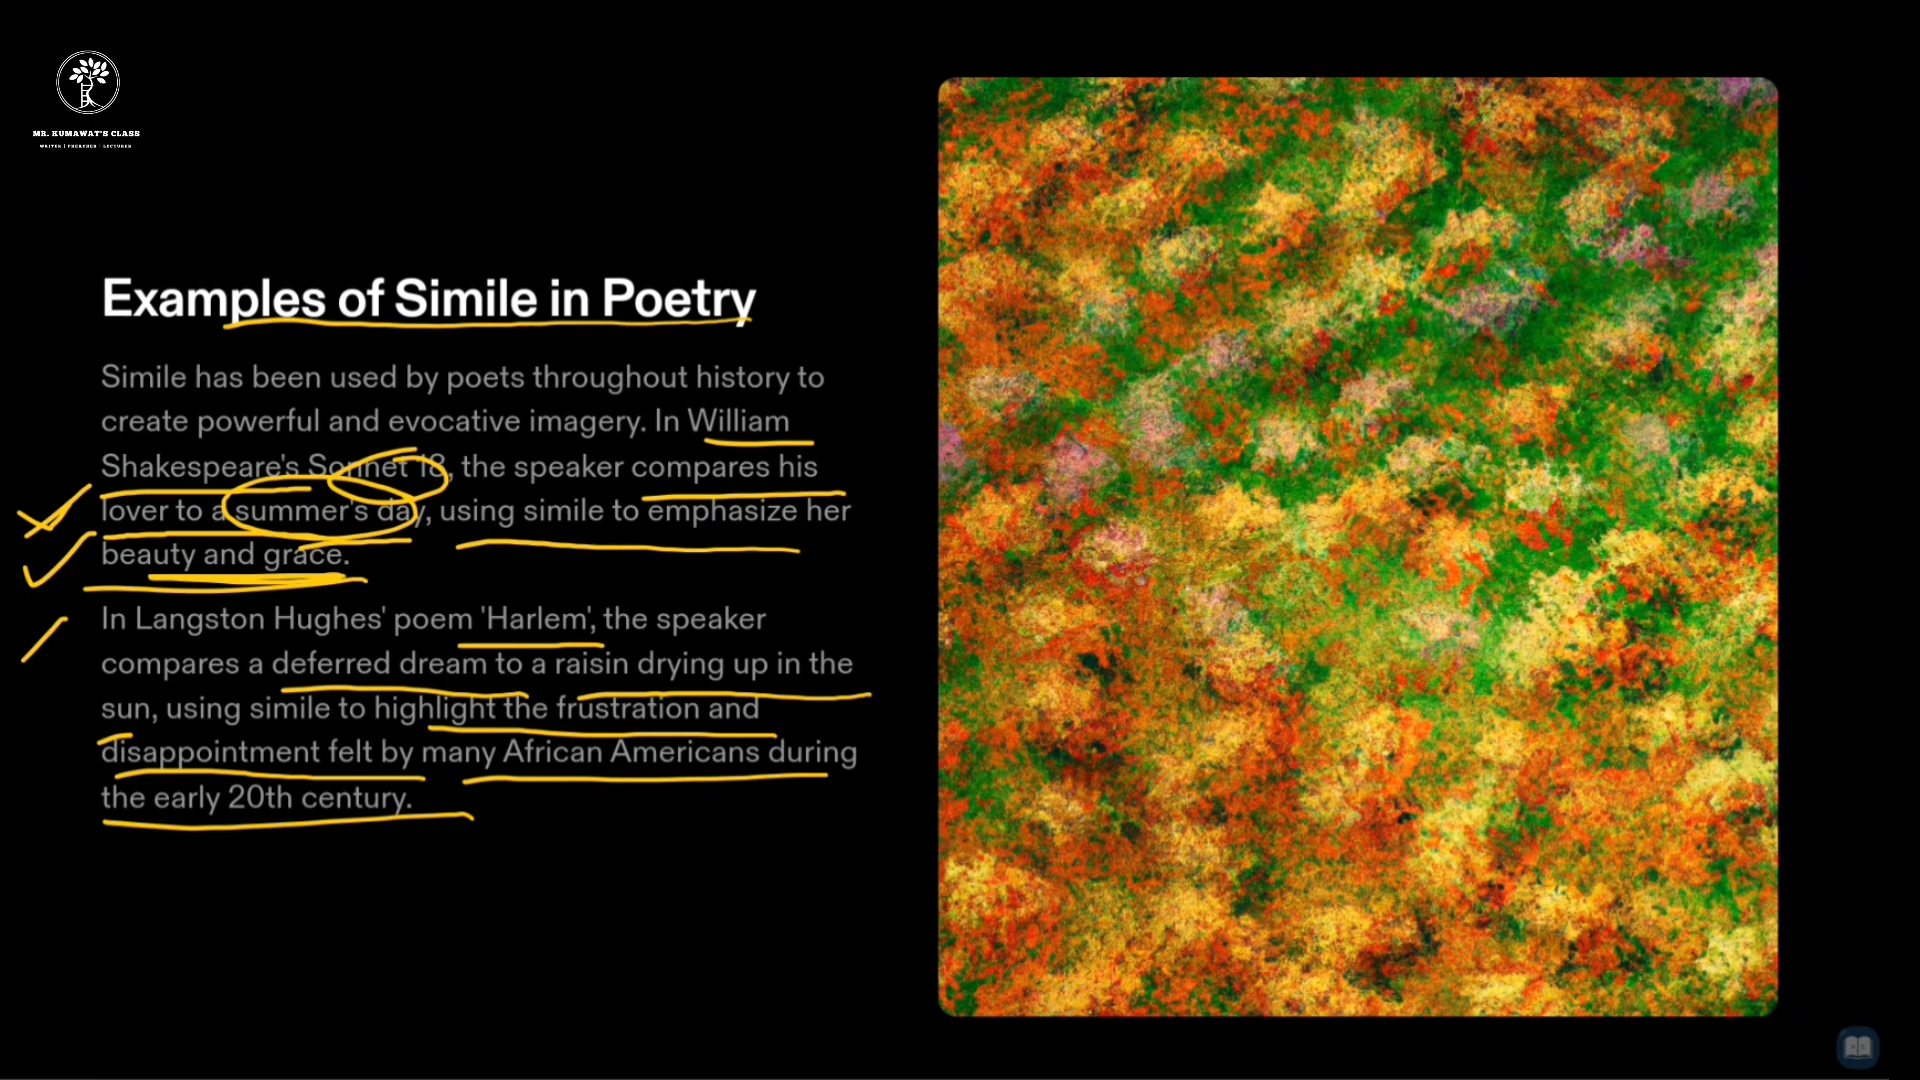 MR. KUMAWAT'S CLASS
WRITER | PREACHER | LECTURER
Examples of Simile in Poetry
Simile has been used by poets throughout history to
create powerful and evocative imagery. In William
Shakespeare's Sonnet 18, the speaker compares his
lover to a summer's day, using simile to emphasize her
beauty and grace.
In Langston Hughes' poem 'Harlem', the speaker
compares a deferred dream to a raisin drying up in the
sun, using simile to highlight the frustration and
disappointment felt by many African Americans during
the early 20th century.